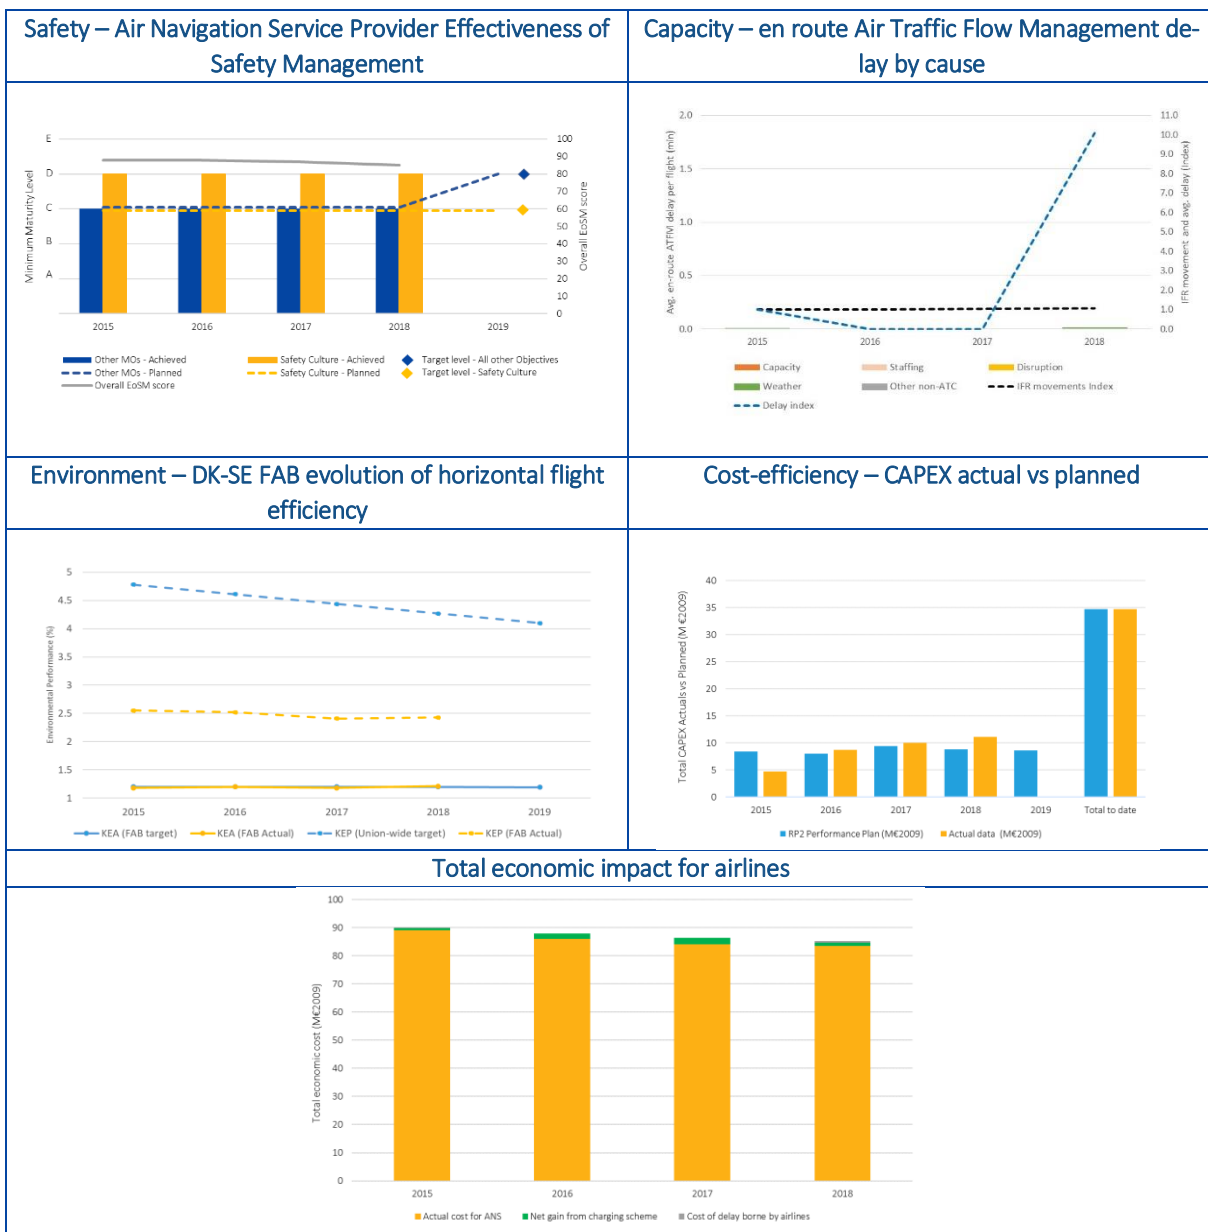 Safety – Air Navigation Service Provider Effectiveness of
Safety Management
Capacity – en route Air Traffic Flow Management de-
lay by cause
Minimum Maturity Level
E
D
C
B
A
100
90
80
70
60
50
40
30
20
10
0
Overall EoSM score
2015 2016 2017 2018 2019
Other MOs - Achieved Safety Culture - Achieved Target level - All other Objectives
Other MOs - Planned Safety Culture - Planned Target level - Safety Culture
Overall EoSM score
Avg. en-route ATFM delay per flight (min)
2.0
1.5
1.0
0.5
0.0
11.0
10.0
9.0
8.0
7.0
6.0
5.0
4.0
3.0
2.0
1.0
0.0
IFR movement and avg. delay (Index)
2015 2016 2017 2018
Capacity Staffing Disruption
Weather Other non-ATC IFR movements Index
Delay index
Environment – DK-SE FAB evolution of horizontal flight
efficiency
Cost-efficiency – CAPEX actual vs planned
Environmental Performance (%)
5
4.5
4
3.5
3
2.5
2
1.5
1
2015 2016 2017 2018 2019
KEA (FAB target) KEA (FAB Actual) KEP (Union-wide target) KEP (FAB Actual)
Total CAPEX Actuals vs Planned (M €2009)
40
35
30
25
20
15
10
5
0
2015 2016 2017 2018 2019 Total to date
RP2 Performance Plan (M€2009) Actual data (M€2009)
Total economic impact for airlines
Total economic cost (M€2009)
100
90
80
70
60
50
40
30
20
10
0
2015 2016 2017 2018
Actual cost for ANS Net gain from charging scheme Cost of delay borne by airlines